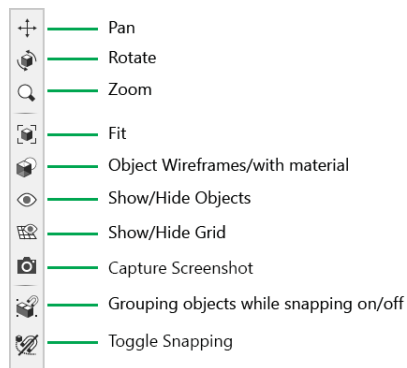 Pan
Rotate
Zoom
Fit
Object Wireframes/with material
Show/Hide Objects
Show/Hide Grid
Capture Screenshot
Grouping objects while snapping on/off
Toggle Snapping